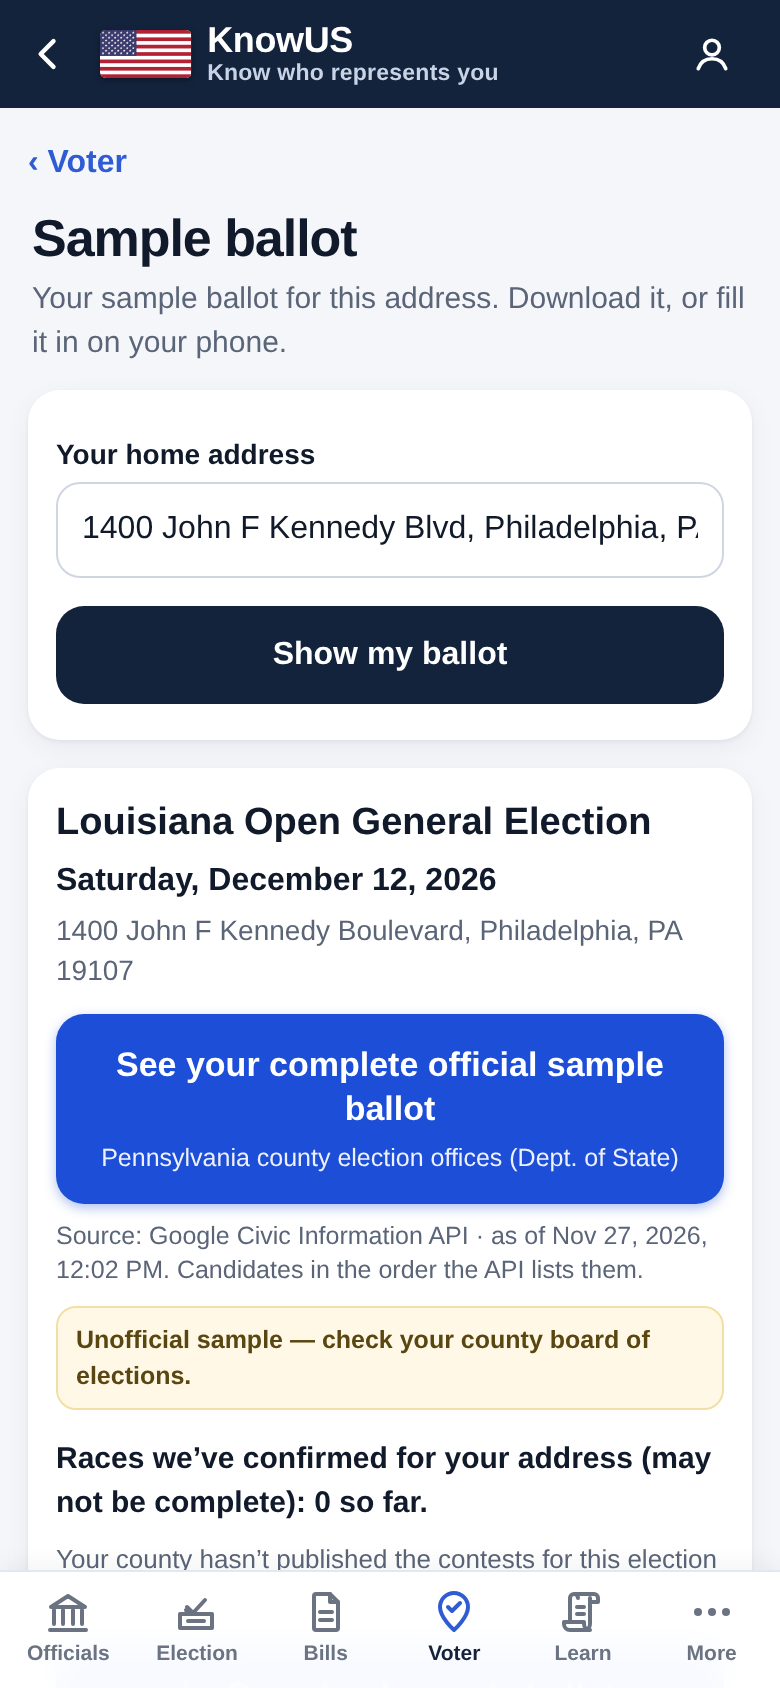 KnowUS
Know who represents you
‹ Voter
Sample ballot
Your sample ballot for this address. Download it, or fill
it in on your phone.
Your home address
1400 John F Kennedy Blvd, Philadelphia, PA
Show my ballot
Louisiana Open General Election
Saturday, December 12, 2026
1400 John F Kennedy Boulevard, Philadelphia, PA
19107
See your complete official sample
ballot
Pennsylvania county election offices (Dept. of State)
Source: Google Civic Information API · as of Nov 27, 2026,
12:02 PM. Candidates in the order the API lists them.
Unofficial sample — check your county board of
elections.
Races we’ve confirmed for your address (may
not be complete): 0 so far.
Your county hasn’t published the contests for this election
Officials
Election
Bills
Voter
Learn
More